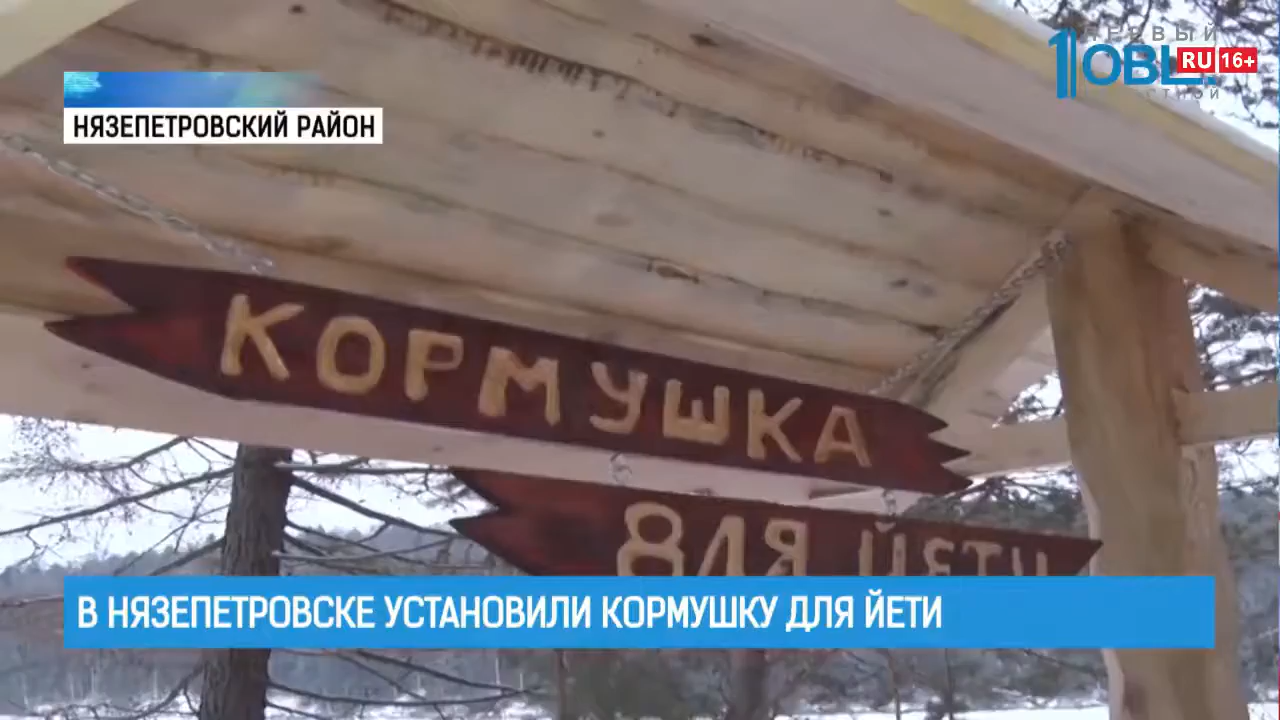 ПЕРВЫЙ
1OBL.
RU 16+
НЯЗЕПЕТРОВСКИЙ РАЙОН
КОРМУШКА
ДЛЯ ЙЕТИ
В НЯЗЕПЕТРОВСКЕ УСТАНОВИЛИ КОРМУШКУ ДЛЯ ЙЕТИ